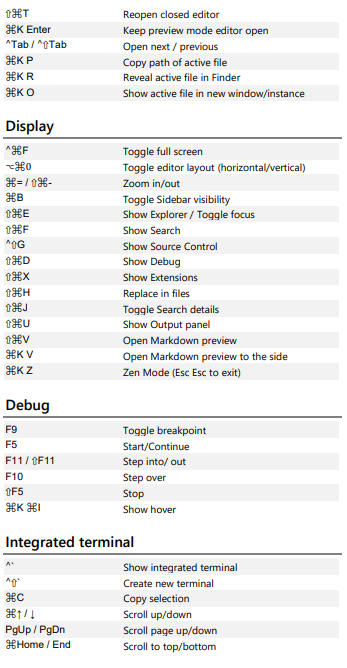 ⇧⌘T Reopen closed editor
⌘K Enter Keep preview mode editor open
^Tab / ^⇧Tab Open next / previous
⌘K P Copy path of active file
⌘K R Reveal active file in Finder
⌘K O Show active file in new window/instance
Display
^⌘F Toggle full screen
⌥⌘0 Toggle editor layout (horizontal/vertical)
⌘= / ⇧⌘- Zoom in/out
⌘B Toggle Sidebar visibility
⇧⌘E Show Explorer / Toggle focus
⇧⌘F Show Search
^⇧G Show Source Control
⇧⌘D Show Debug
⇧⌘X Show Extensions
⇧⌘H Replace in files
⇧⌘J Toggle Search details
⇧⌘U Show Output panel
⇧⌘V Open Markdown preview
⌘K V Open Markdown preview to the side
⌘K Z Zen Mode (Esc Esc to exit)
Debug
F9 Toggle breakpoint
F5 Start/Continue
F11 / ⇧F11 Step into/ out
F10 Step over
⇧F5 Stop
⌘K ⌘I Show hover
Integrated terminal
^` Show integrated terminal
^⇧` Create new terminal
⌘C Copy selection
⌘↑ / ↓ Scroll up/down
PgUp / PgDn Scroll page up/down
⌘Home / End Scroll to top/bottom